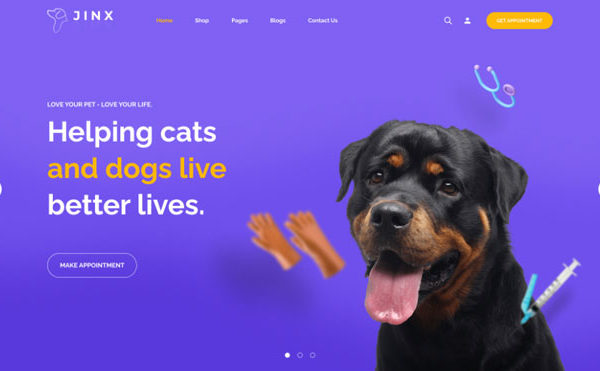 JINX
Home Shop Pages Blogs Contact Us
GET APPOINTMENT
LOVE YOUR PET - LOVE YOUR LIFE.
Helping cats
and dogs live
better lives.
MAKE APPOINTMENT